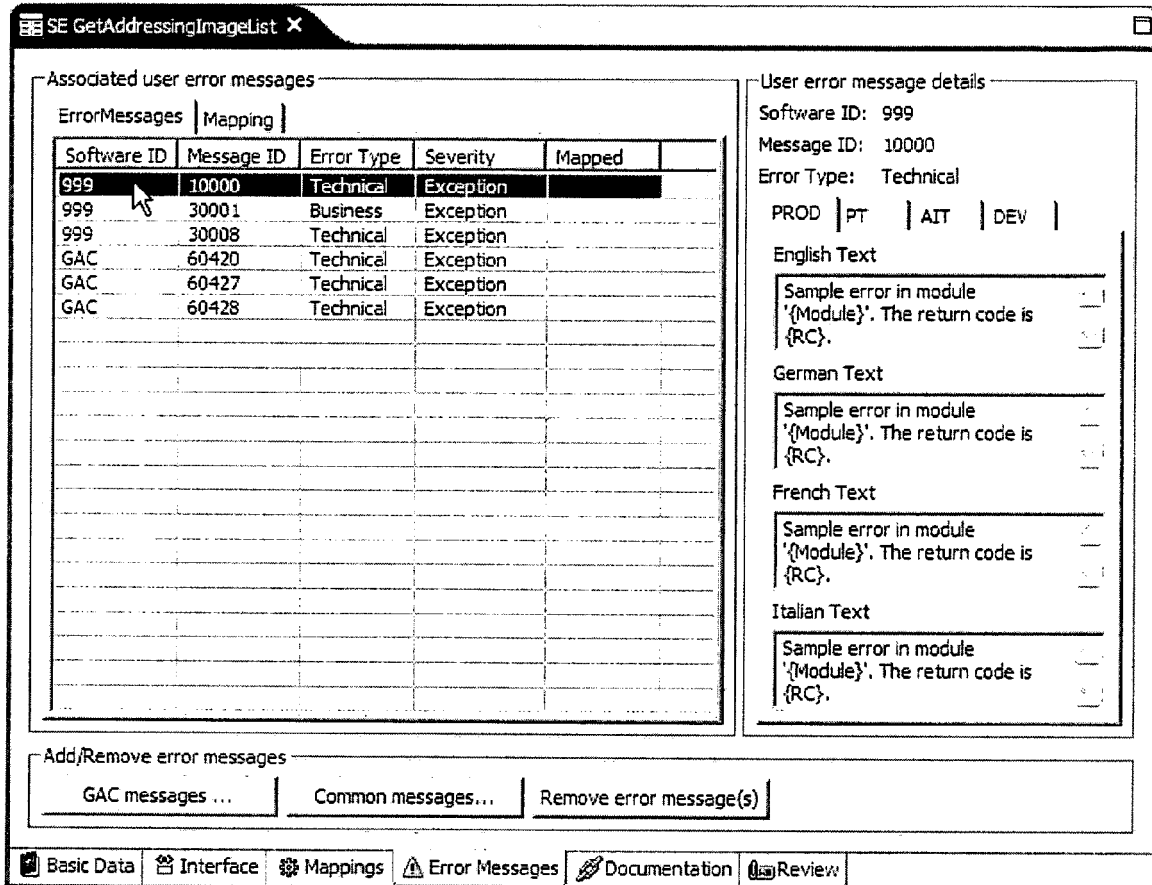 SE GetAddressingImageList X
Associated user error messages
ErrorMessages Mapping
Software ID Message ID Error Type Severity Mapped
999 10000 Technical Exception
999 30001 Business Exception
999 30008 Technical Exception
GAC 60420 Technical Exception
GAC 60427 Technical Exception
GAC 60428 Technical Exception
User error message details
Software ID: 999
Message ID: 10000
Error Type: Technical
PROD PT AIT DEV
English Text
Sample error in module
'{Module}'. The return code is
{RC}.
German Text
Sample error in module
'{Module}'. The return code is
{RC}.
French Text
Sample error in module
'{Module}'. The return code is
{RC}.
Italian Text
Sample error in module
'{Module}'. The return code is
{RC}.
Add/Remove error messages
GAC messages ... Common messages... Remove error message(s)
Basic Data Interface Mappings Error Messages Documentation Review